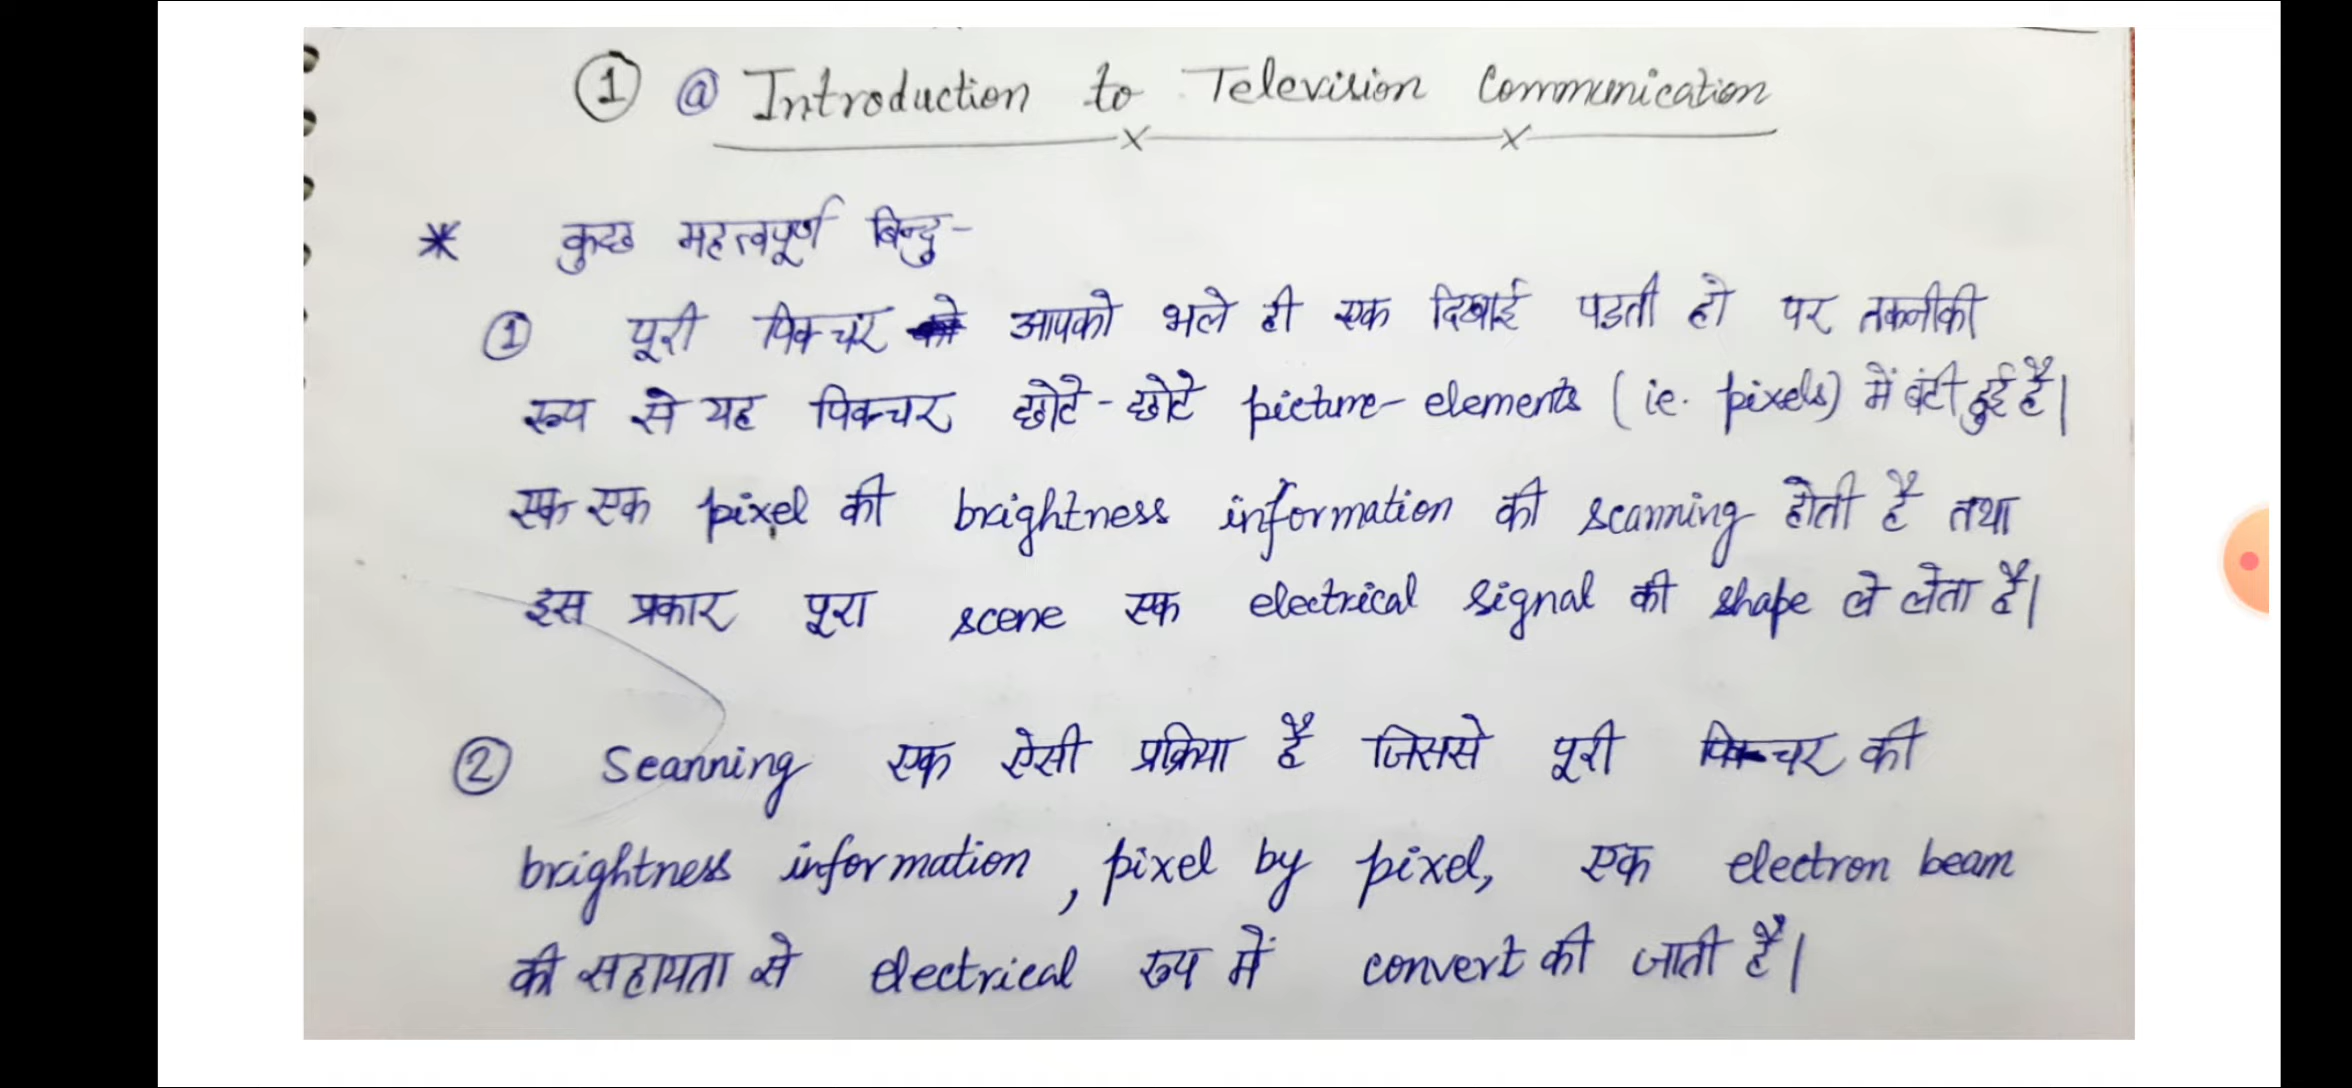 ① @ Introduction to Television Communication
* कुछ महत्वपूर्ण बिन्दु-
① पूरी पिक्चर आपको भले ही एक दिखाई पडती हो पर तकनीकी
रूप से यह पिक्चर छोटे-छोटे picture-elements (ie. pixels) में बंटी हुई है।
एक एक pixel की brightness information की scanning होती है तथा
इस प्रकार पूरा scene एक electrical signal की shape ले लेता है।
② Scanning एक ऐसी प्रक्रिया है जिससे पूरी पिक्चर की
brightness information, pixel by pixel, एक electron beam
की सहायता से electrical रूप में convert की जाती है।